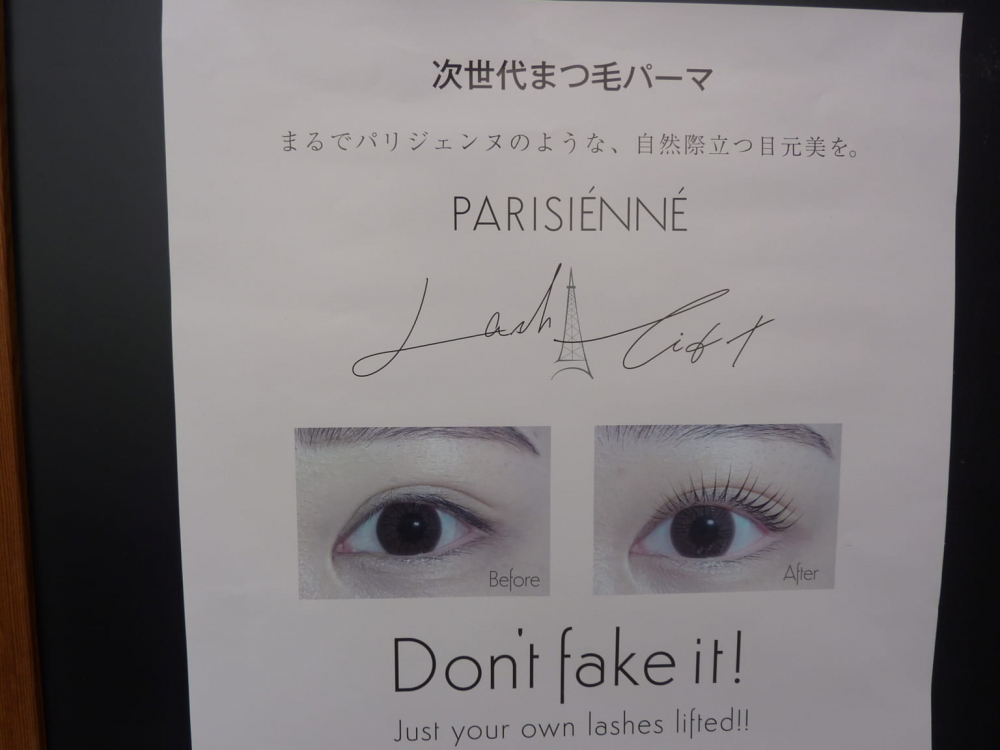 次世代まつ毛パーマ
まるでパリジェンヌのような、自然際立つ目元美を。
PARISIÉNNÉ
Lash Lift
Before
After
Don't fake it!
Just your own lashes lifted!!